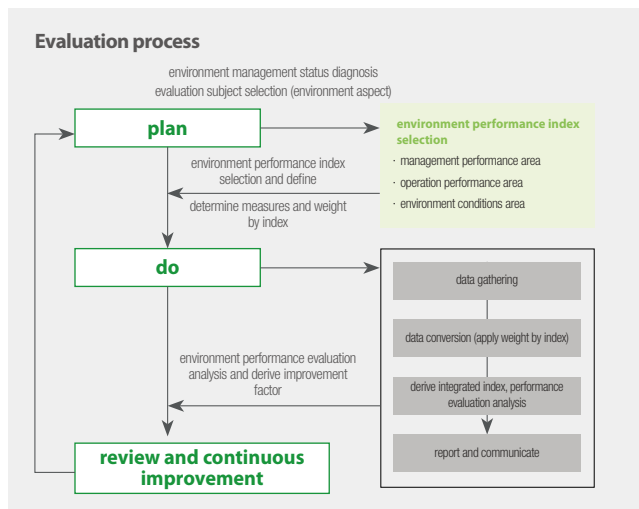 Evaluation process
environment management status diagnosis
evaluation subject selection (environment aspect)
plan
environment performance index
selection
· management performance area
· operation performance area
· environment conditions area
environment performance index
selection and define
determine measures and weight
by index
do
data gathering
data conversion (apply weight by index)
derive integrated index, performance
evaluation analysis
report and communicate
environment performance evaluation
analysis and derive improvement
factor
review and continuous
improvement